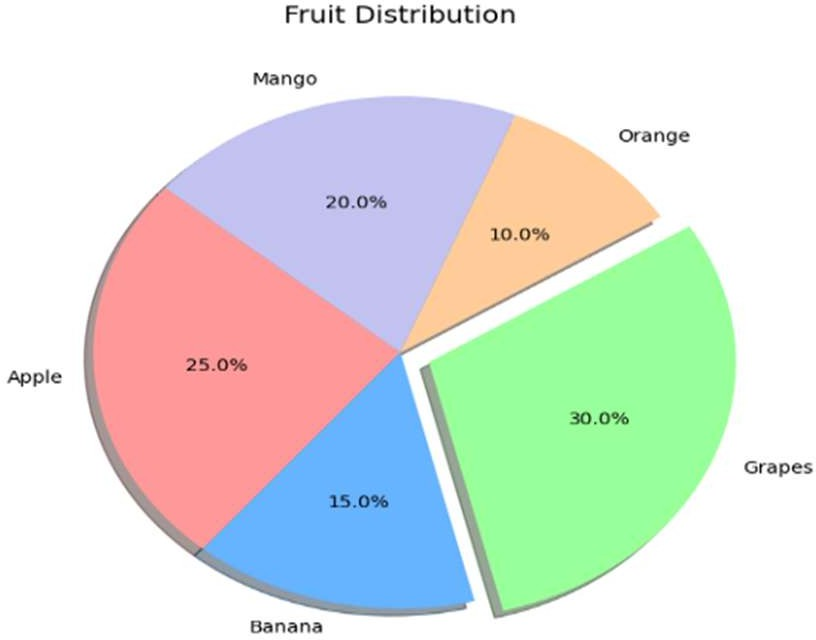 Fruit Distribution
Mango
Orange
20.0%
10.0%
25.0%
Apple
30.0%
Grapes
15.0%
Banana